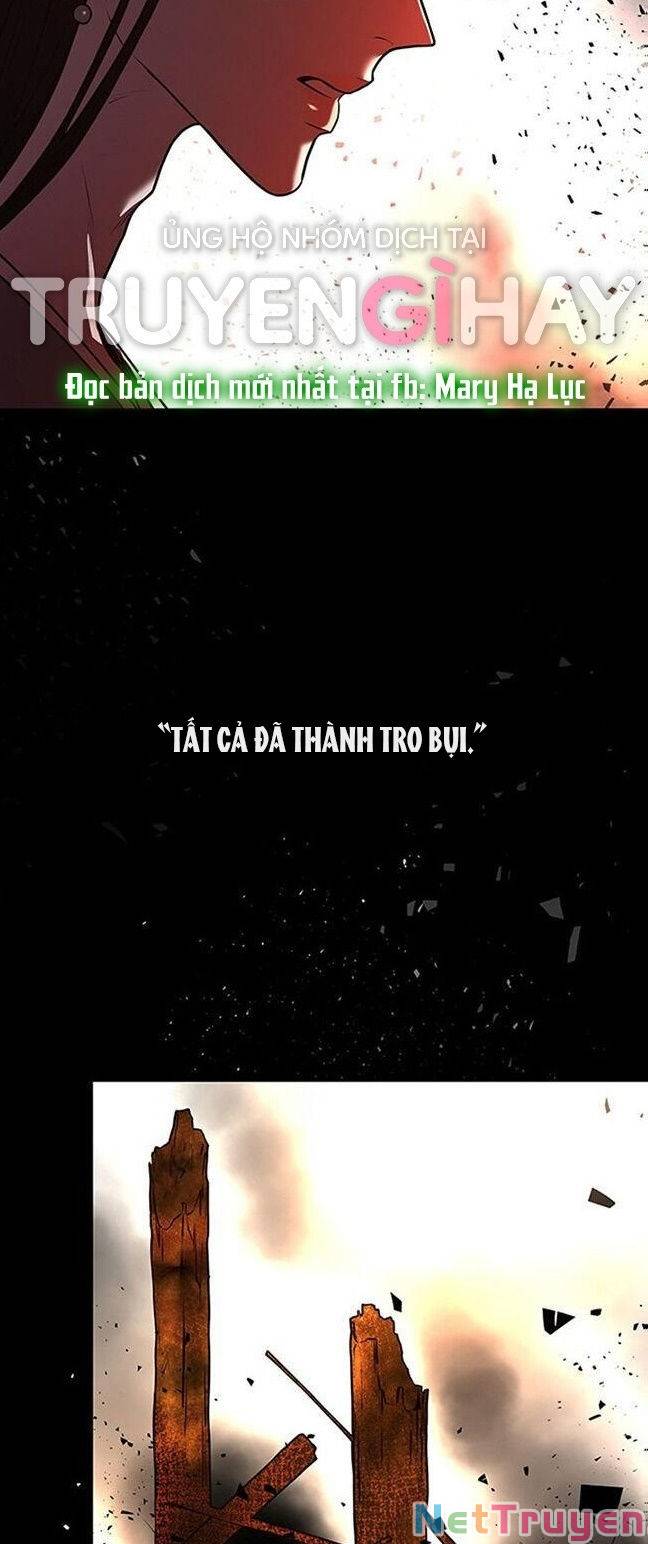 ỦNG HỘ NHÓM DỊCH TẠI
TRUYENGÌHAY
Đọc bản dịch mới nhất tại fb: Mary Hạ Lục
“TẤT CẢ ĐÃ THÀNH TRO BỤI.”
NetTruyen